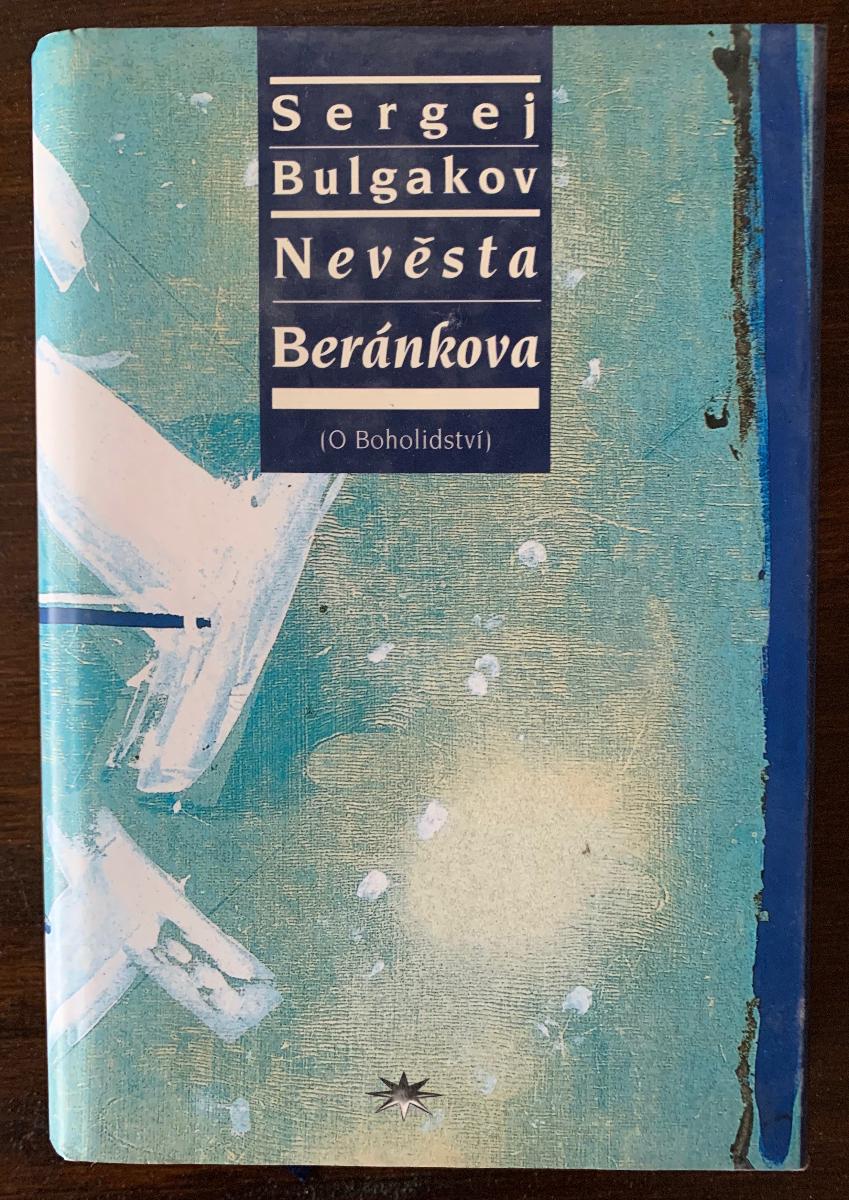 Sergej
Bulgakov
Nevěsta
Beránkova
(O Boholidství)